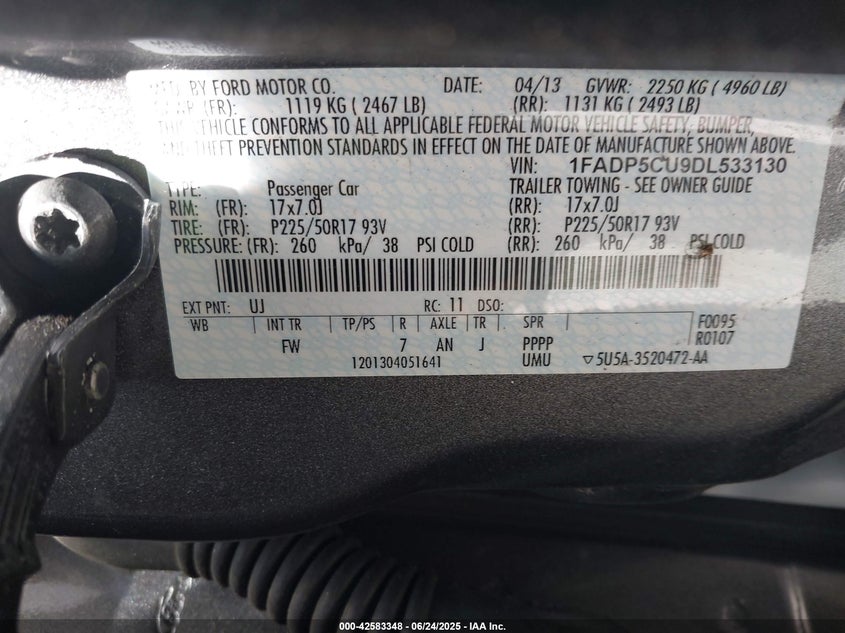 MFD. BY FORD MOTOR CO. DATE: 04/13 GVWR: 2250 KG ( 4960 LB)
(FR): 1119 KG ( 2467 LB) (RR): 1131 KG ( 2493 LB)
THIS VEHICLE CONFORMS TO ALL APPLICABLE FEDERAL MOTOR VEHICLE SAFETY, BUMPER,
AND THEFT PREVENTION STANDARDS IN EFFECT ON THE DATE OF MANUFACTURE SHOWN ABOVE.
VIN: 1FADP5CU9DL533130
TYPE: Passenger Car TRAILER TOWING - SEE OWNER GUIDE
RIM: (FR): 17x7.0J (RR): 17x7.0J
TIRE: (FR): P225/50R17 93V (RR): P225/50R17 93V
PRESSURE: (FR): 260 kPa/ 38 PSI COLD (RR): 260 kPa/ 38 PSI COLD
EXT PNT: UJ RC: 11 DSO:
WB INT TR TP/PS R AXLE TR SPR F0095
FW 7 AN J PPPP R0107
1201304051641 UMU ▽5U5A-3520472-AA
000-42583348 - 06/24/2025 - IAA Inc.